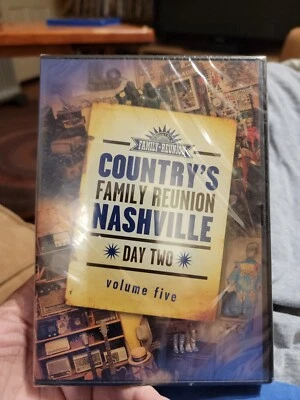 FAMILY REUNION
COUNTRY'S
FAMILY REUNION
NASHVILLE
DAY TWO
volume five